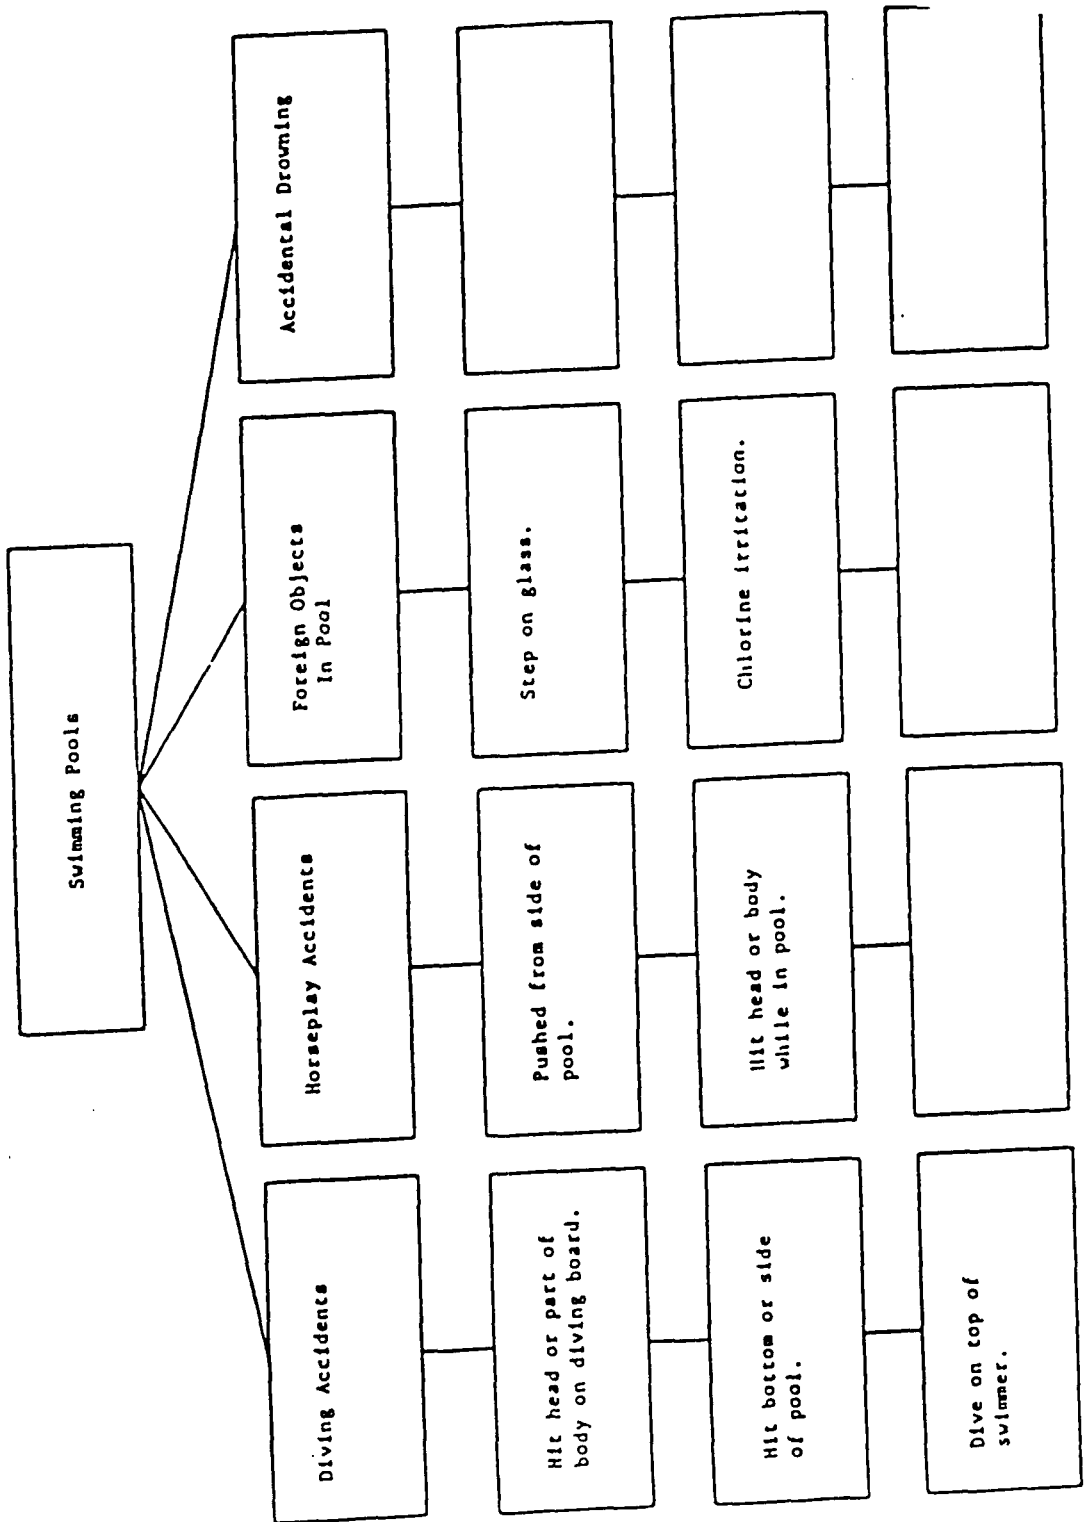 Swimming Pools
Diving Accidents
Horseplay Accidents
Foreign Objects
In Pool
Accidental Drowning
Hit head or part of
body on diving board.
Pushed from side of
pool.
Step on glass.
Hit bottom or side
of pool.
Hit head or body
while in pool.
Chlorine irritation.
Dive on top of
swimmer.